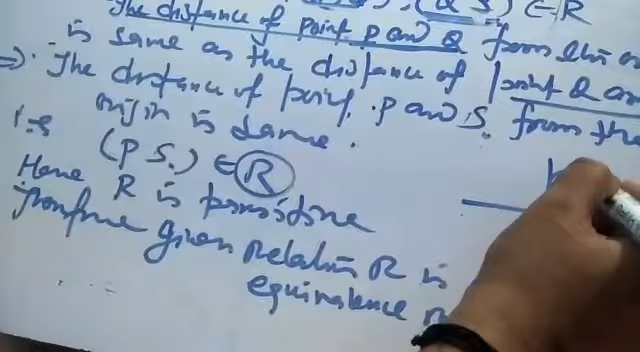 (Q S) ∈ R
The distance of point P and Q from the
is same as the distance of point Q and
⇒ The distance of point P and S. from the
origin is same.
i.e
(P S.) ∈ R
Hence R is transitive
Therefore given Relation R is
equivalence